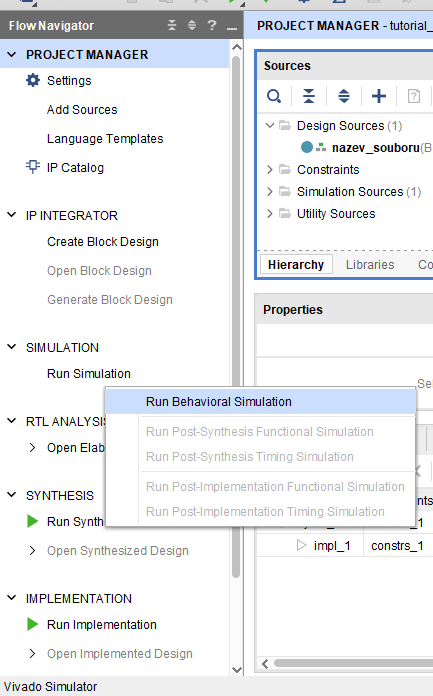 Flow Navigator
?
PROJECT MANAGER
Settings
Add Sources
Language Templates
IP Catalog
IP INTEGRATOR
Create Block Design
Open Block Design
Generate Block Design
SIMULATION
Run Simulation
RTL ANALYSIS
Open Elab
SYNTHESIS
Run Synth
Open Synthesized Design
IMPLEMENTATION
Run Implementation
Open Implemented Design
Vivado Simulator
Run Behavioral Simulation
Run Post-Synthesis Functional Simulation
Run Post-Synthesis Timing Simulation
Run Post-Implementation Functional Simulation
Run Post-Implementation Timing Simulation
PROJECT MANAGER - tutorial_
Sources
?
Design Sources (1)
nazev_souboru(B
Constraints
Simulation Sources (1)
Utility Sources
Hierarchy Libraries Co
Properties
Sel
nts
impl_1 constrs_1